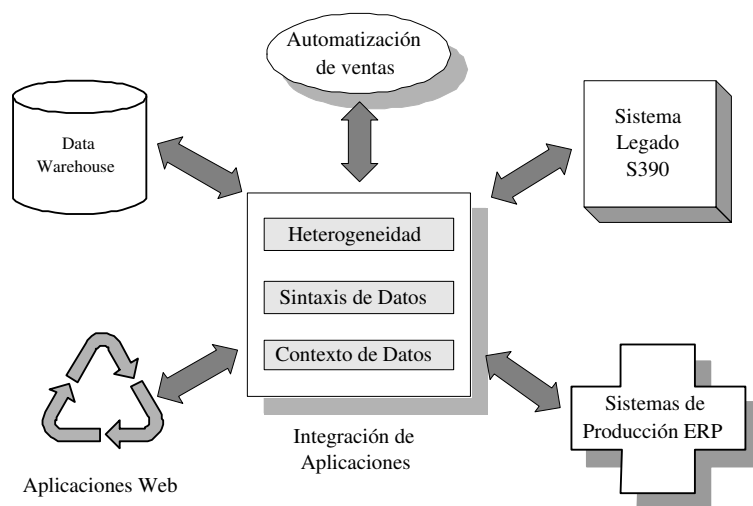 Automatización
de ventas
Data
Warehouse
Sistema
Legado
S390
Heterogeneidad
Sintaxis de Datos
Contexto de Datos
Integración de
Aplicaciones
Aplicaciones Web
Sistemas de
Producción ERP